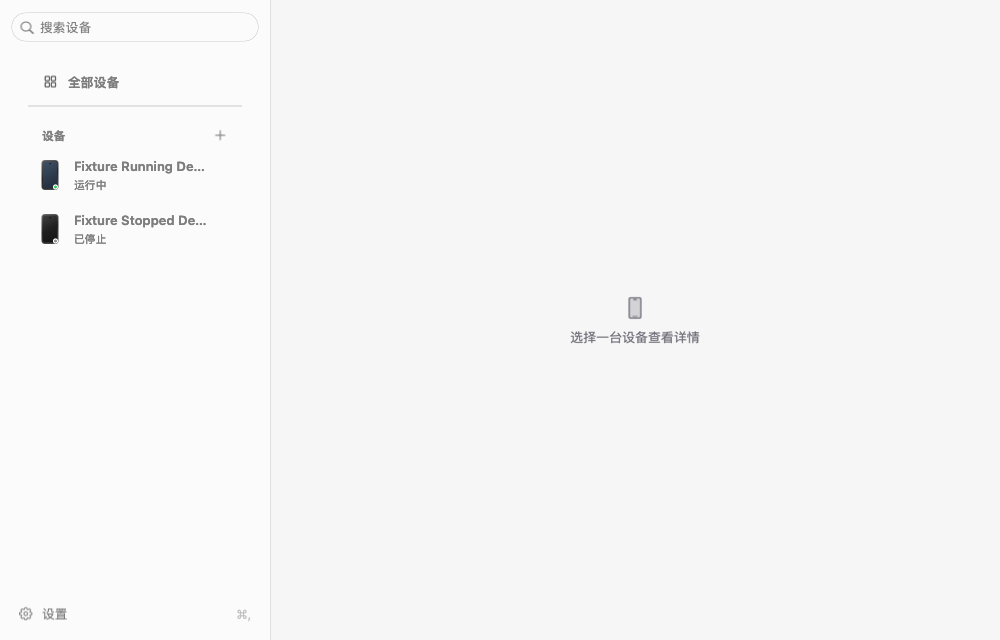 搜索设备
全部设备
设备
Fixture Running De...
运行中
Fixture Stopped De...
已停止
选择一台设备查看详情
设置
⌘,